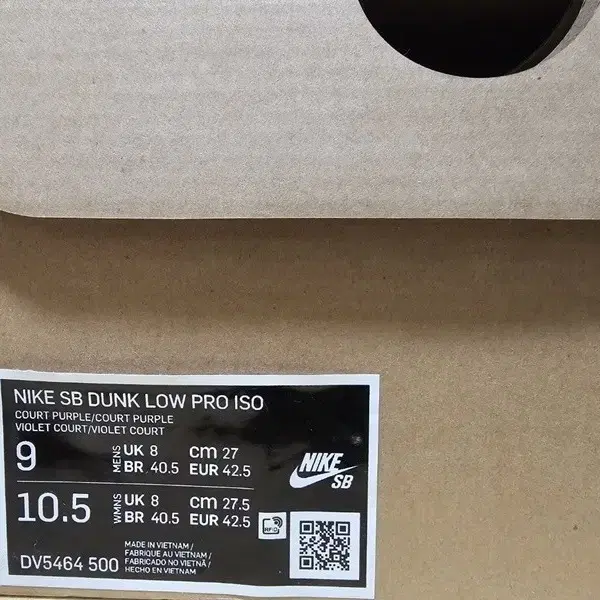 NIKE SB DUNK LOW PRO ISO
COURT PURPLE/COURT PURPLE
VIOLET COURT/VIOLET COURT
9 MENS UK 8 cm 27
BR 40.5 EUR 42.5
10.5 WMNS UK 8 cm 27.5
BR 40.5 EUR 42.5
NIKE
SB
RFID
DV5464 500
MADE IN VIETNAM /
FABRIQUE AU VIETNAM /
FABRICADO NO VIETNÃ /
HECHO EN VIETNAM